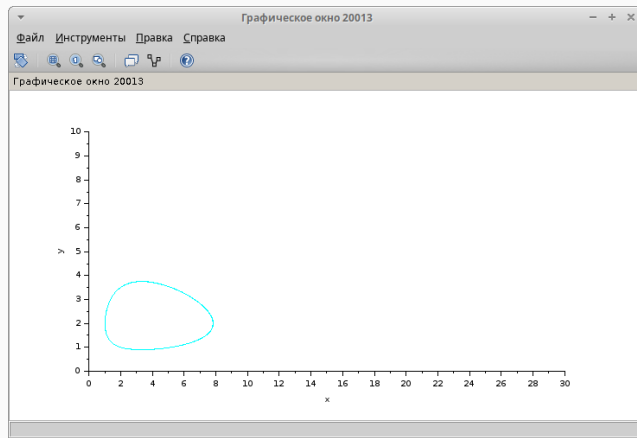 Графическое окно 20013
Файл Инструменты Правка Справка
Графическое окно 20013
10
9
8
7
6
y
5
4
3
2
1
0
0 2 4 6 8 10 12 14 16 18 20 22 24 26 28 30
x